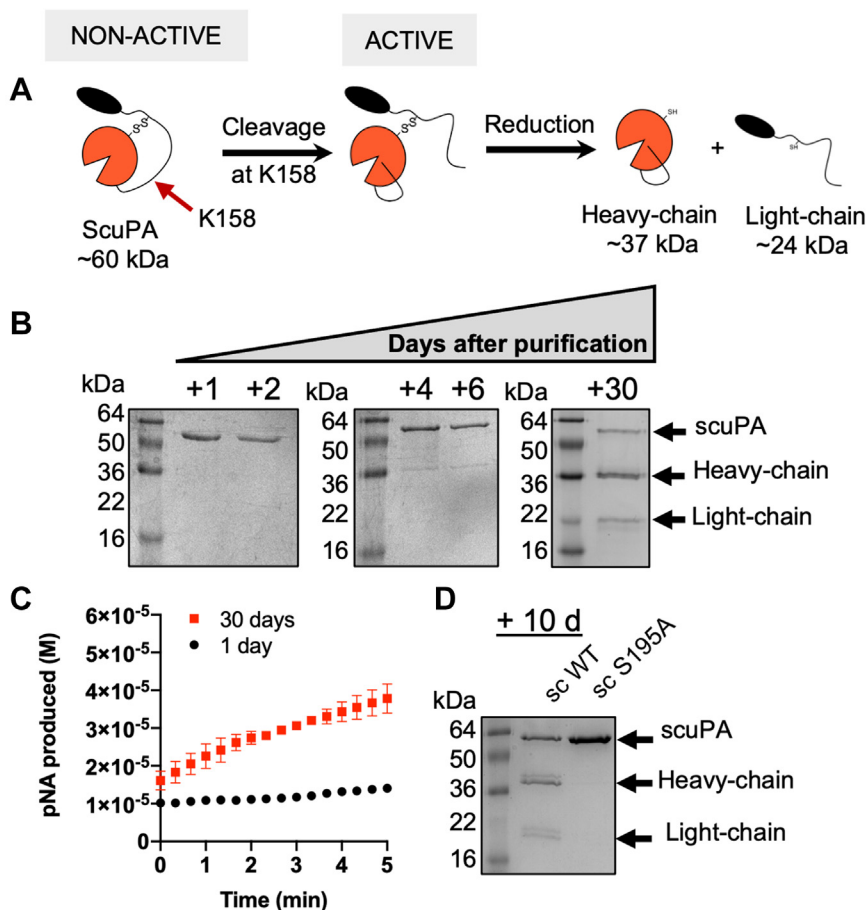 NON-ACTIVE
ACTIVE
A
SS
Cleavage
at K158
SS
Reduction
SH
+
SH
K158
ScuPA
~60 kDa
Heavy-chain
~37 kDa
Light-chain
~24 kDa
B
Days after purification
kDa
+1
+2
64
50
36
22
16
kDa
+4
+6
64
50
36
22
16
kDa
+30
64
50
36
22
16
scuPA
Heavy-chain
Light-chain
C
pNA produced (M)
6×10⁻⁵
5×10⁻⁵
4×10⁻⁵
3×10⁻⁵
2×10⁻⁵
1×10⁻⁵
0
30 days
1 day
0 1 2 3 4 5
Time (min)
D
+ 10 d
sc WT
sc S195A
kDa
64
50
36
22
16
scuPA
Heavy-chain
Light-chain